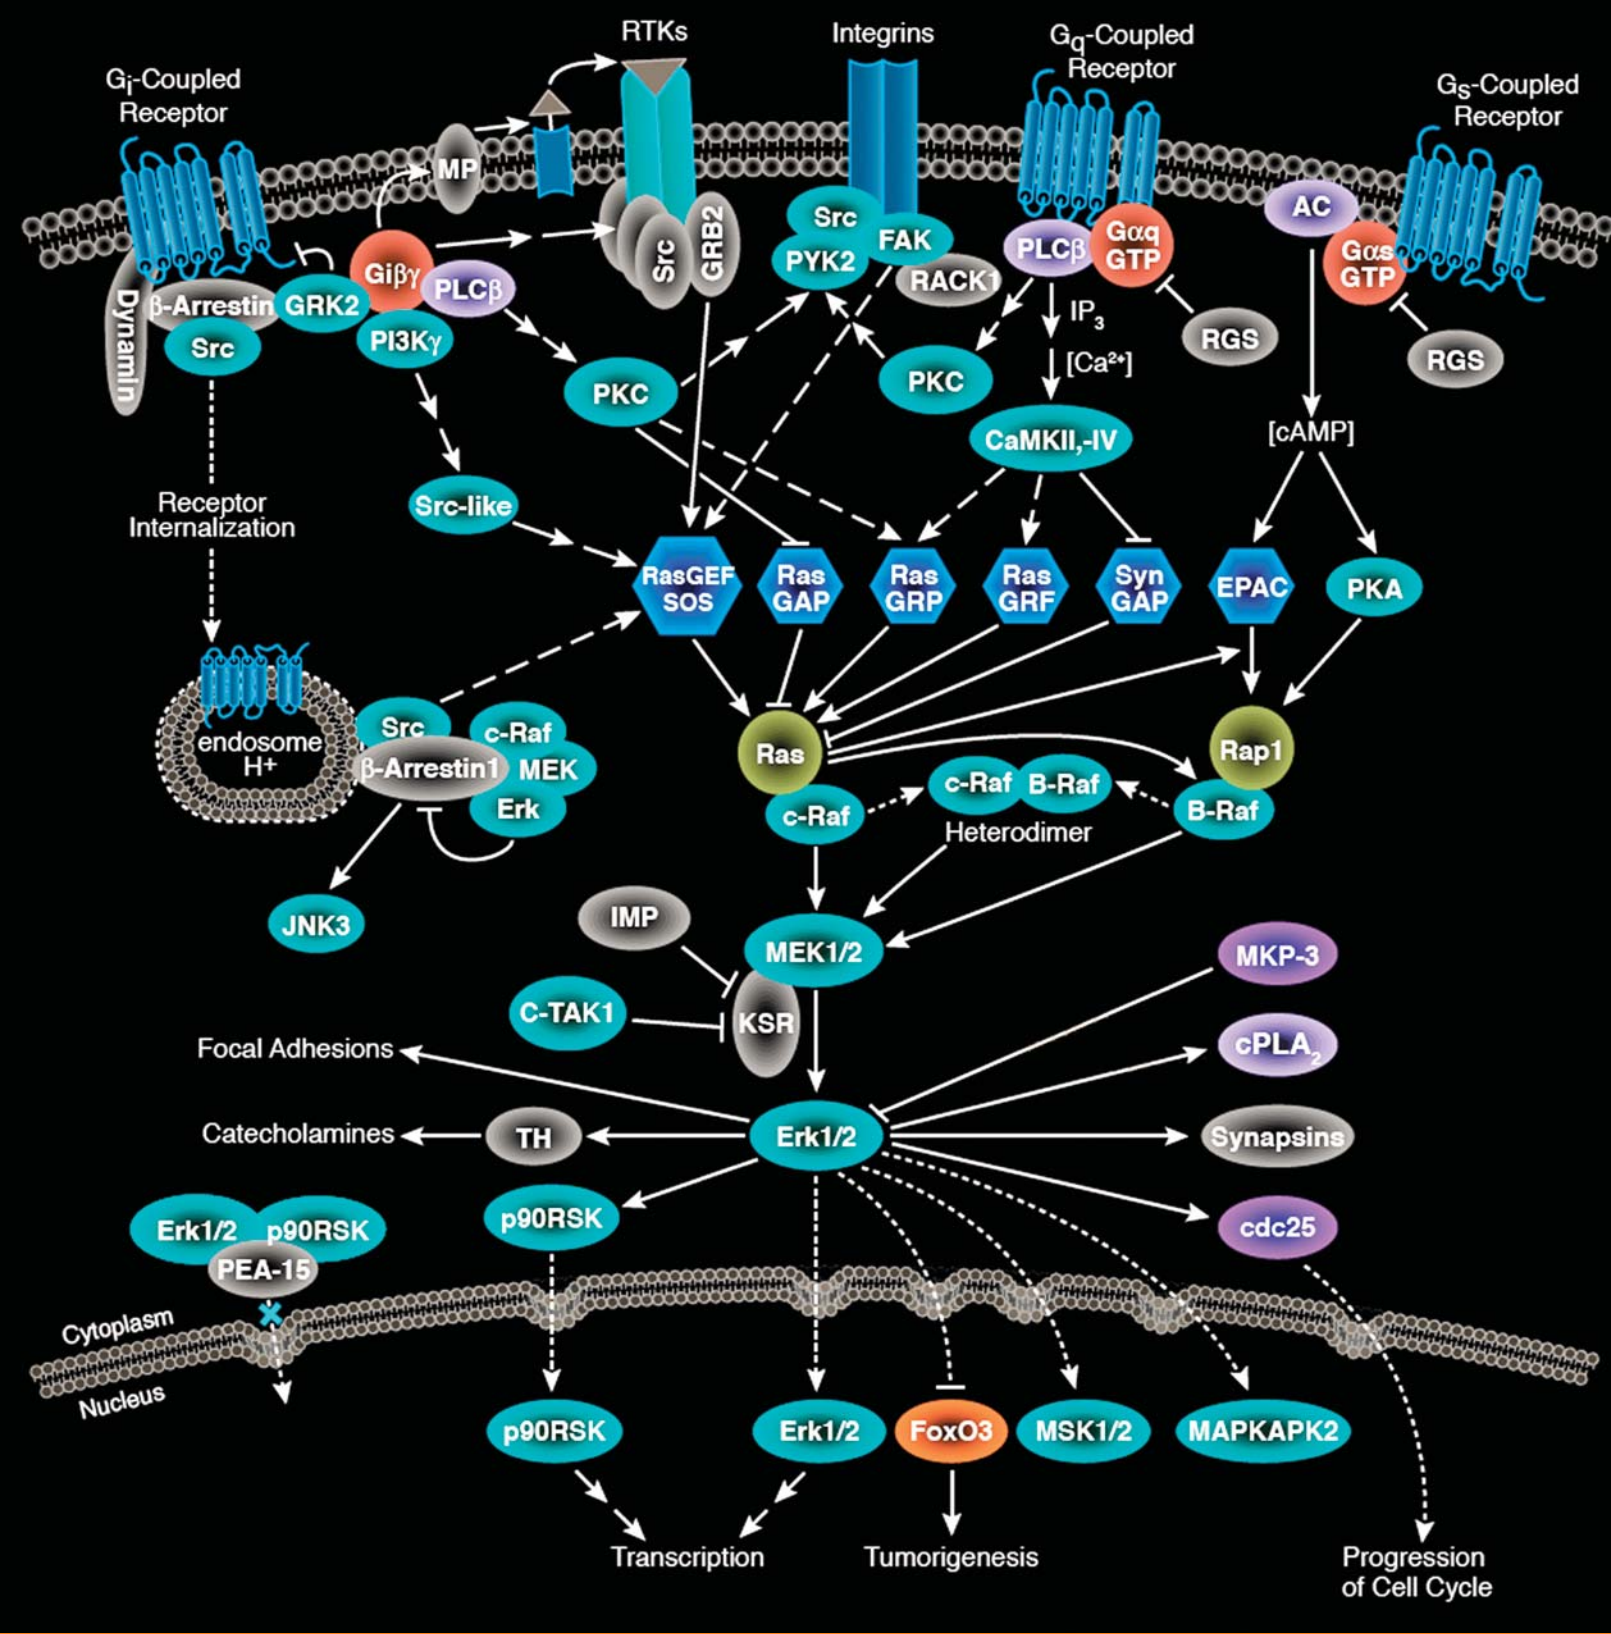 RTKs
Integrins
Gq-Coupled
Receptor
Gi-Coupled
Receptor
Gs-Coupled
Receptor
MP
Src
GRB2
Src
PYK2
FAK
RACK1
PLCβ
Gαq
GTP
AC
Gαs
GTP
Giβγ
PLCβ
Dynamin
β-Arrestin
GRK2
Src
PI3Kγ
IP3
[Ca2+]
RGS
RGS
PKC
PKC
CaMKII,-IV
[cAMP]
Receptor
Internalization
Src-like
RasGEF
SOS
Ras
GAP
Ras
GRP
Ras
GRF
Syn
GAP
EPAC
PKA
endosome
H+
Src
c-Raf
β-Arrestin1
MEK
Erk
Ras
c-Raf
c-Raf
B-Raf
Heterodimer
Rap1
B-Raf
JNK3
IMP
MEK1/2
C-TAK1
KSR
MKP-3
Focal Adhesions
cPLA2
Catecholamines
TH
Erk1/2
Synapsins
p90RSK
cdc25
Erk1/2
p90RSK
PEA-15
Cytoplasm
Nucleus
p90RSK
Erk1/2
FoxO3
MSK1/2
MAPKAPK2
Transcription
Tumorigenesis
Progression
of Cell Cycle